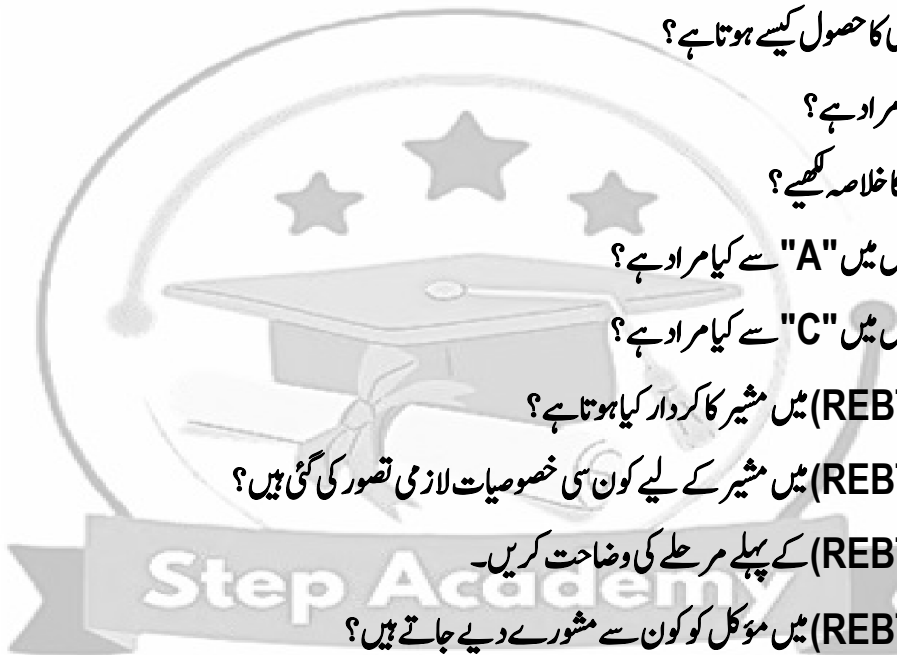 کا حصول کیسے ہوتا ہے؟
مراد ہے؟
خلاصہ لکھیے؟
میں "A" سے کیا مراد ہے؟
میں "C" سے کیا مراد ہے؟
REB) میں مشیر کا کردار کیا ہوتا ہے؟
REB) میں مشیر کے لیے کون سی خصوصیات لازمی تصور کی گئی ہیں؟
REB) کے پہلے مرحلے کی وضاحت کریں۔
REB) میں مؤکل کو کون سے مشورے دیے جاتے ہیں؟
Step Academy